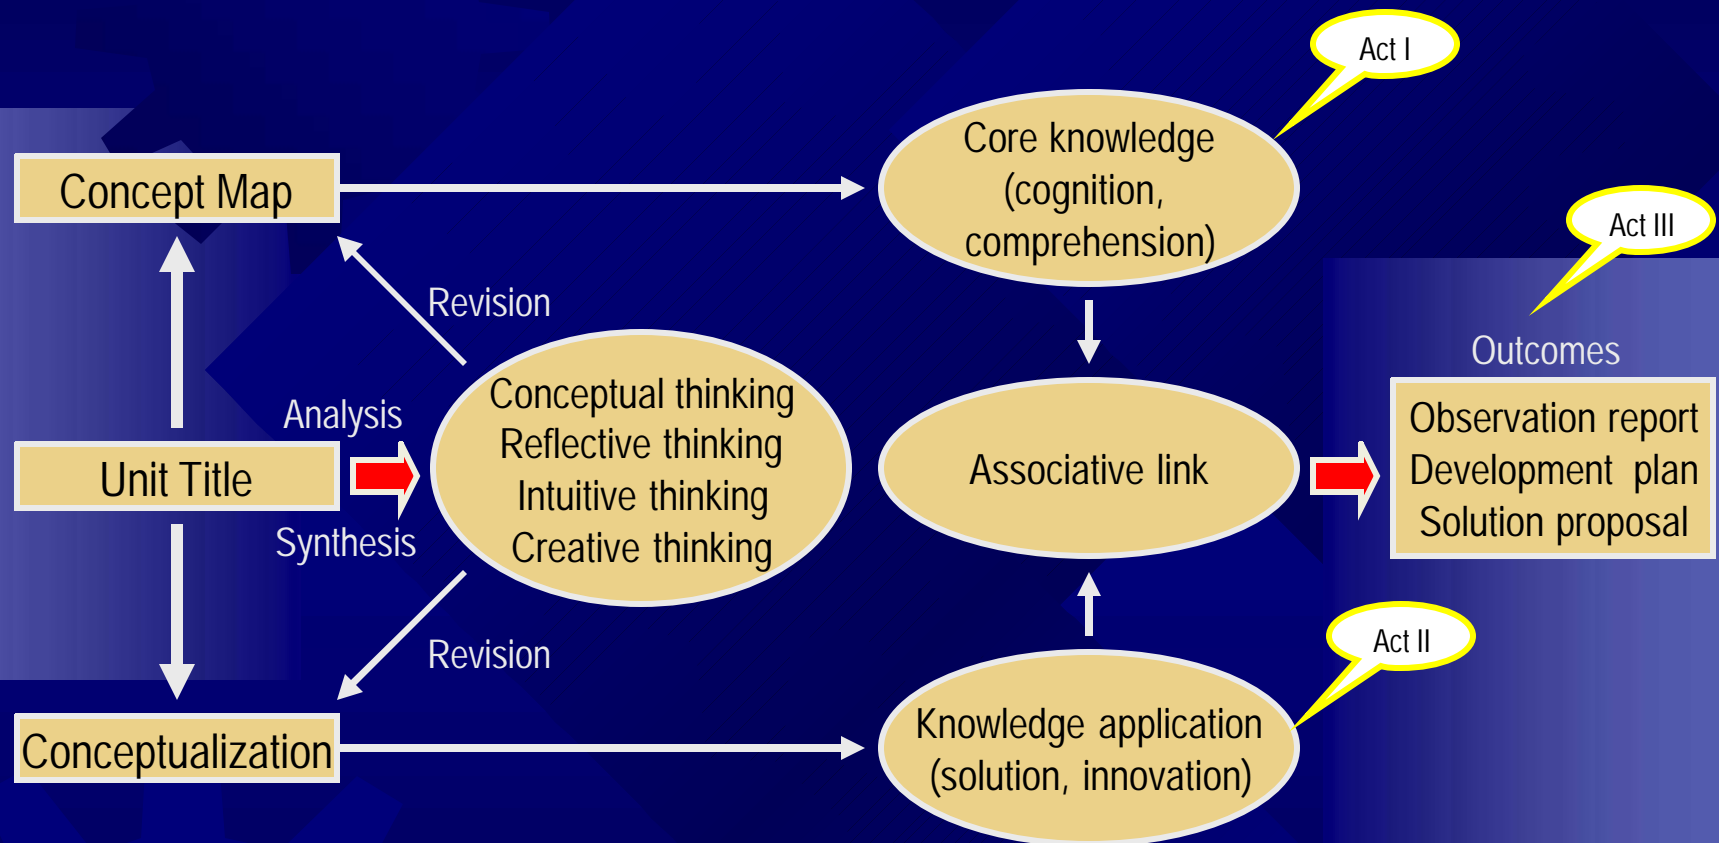 Act I
Core knowledge
(cognition,
comprehension)
Concept Map
Act III
Revision
Outcomes
Conceptual thinking
Reflective thinking
Intuitive thinking
Creative thinking
Analysis
Unit Title
Synthesis
Associative link
Observation report
Development plan
Solution proposal
Revision
Act II
Conceptualization
Knowledge application
(solution, innovation)